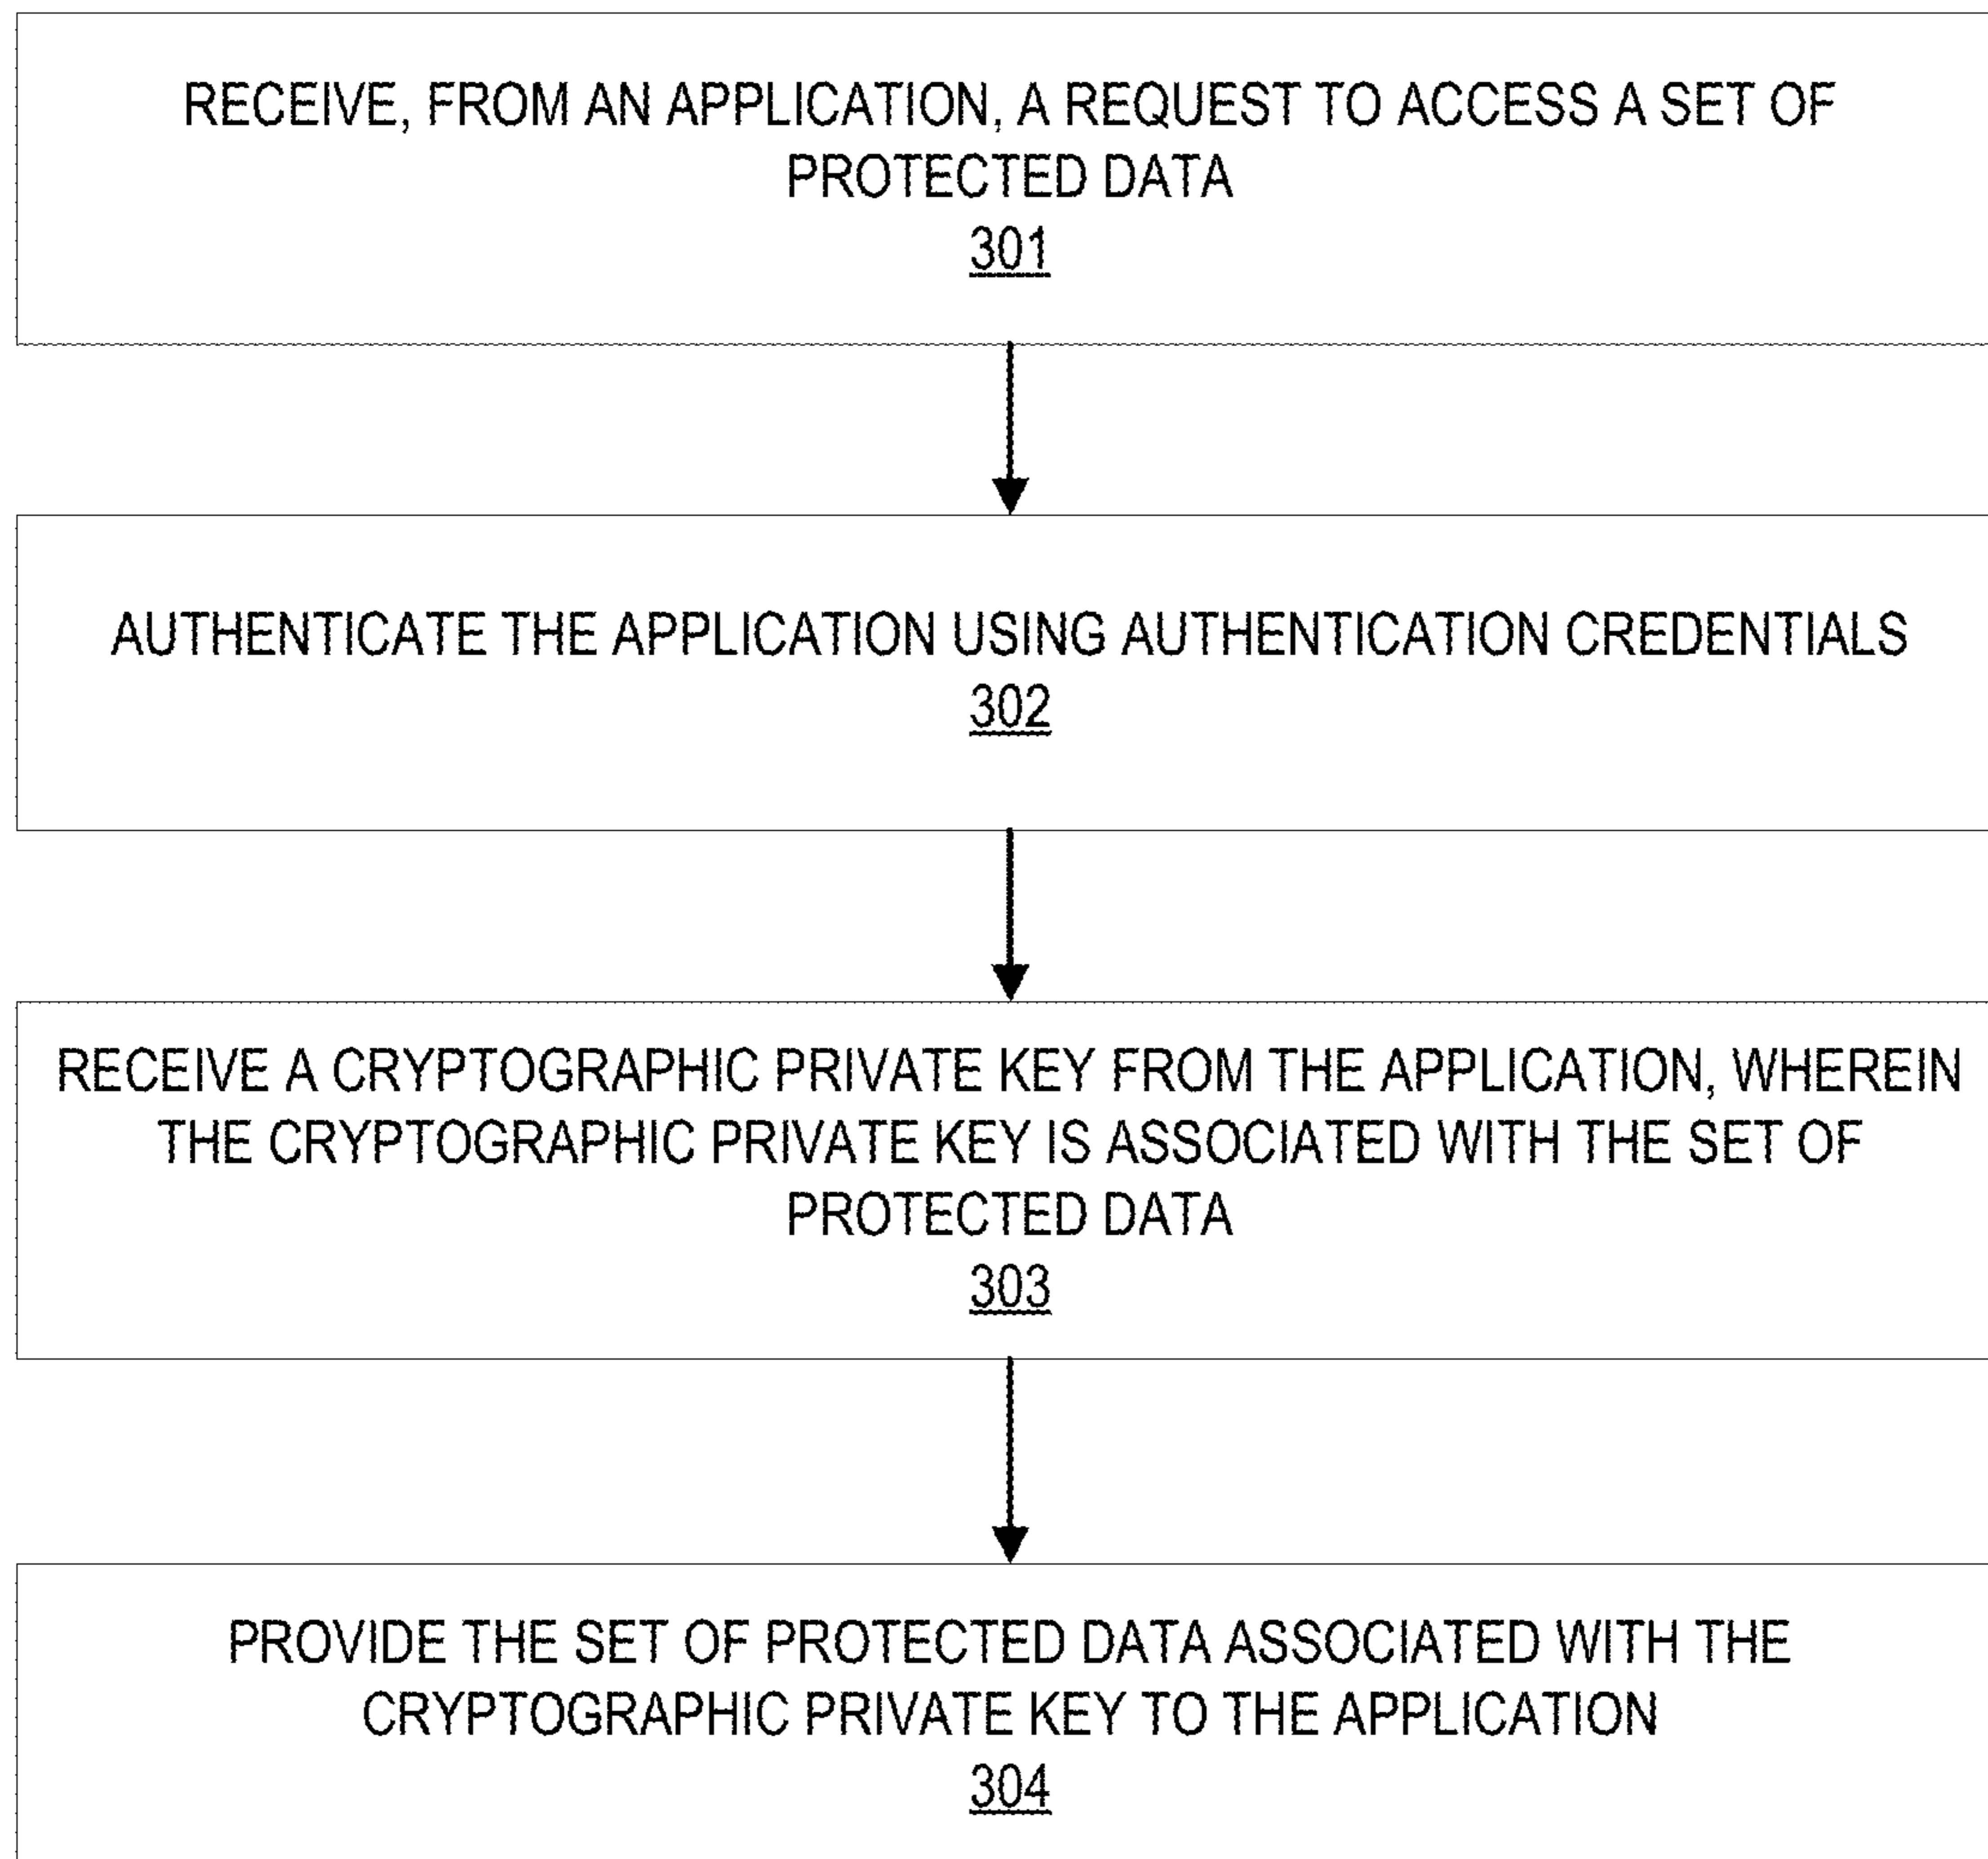 RECEIVE, FROM AN APPLICATION, A REQUEST TO ACCESS A SET OF
PROTECTED DATA
301
AUTHENTICATE THE APPLICATION USING AUTHENTICATION CREDENTIALS
302
RECEIVE A CRYPTOGRAPHIC PRIVATE KEY FROM THE APPLICATION, WHEREIN
THE CRYPTOGRAPHIC PRIVATE KEY IS ASSOCIATED WITH THE SET OF
PROTECTED DATA
303
PROVIDE THE SET OF PROTECTED DATA ASSOCIATED WITH THE
CRYPTOGRAPHIC PRIVATE KEY TO THE APPLICATION
304